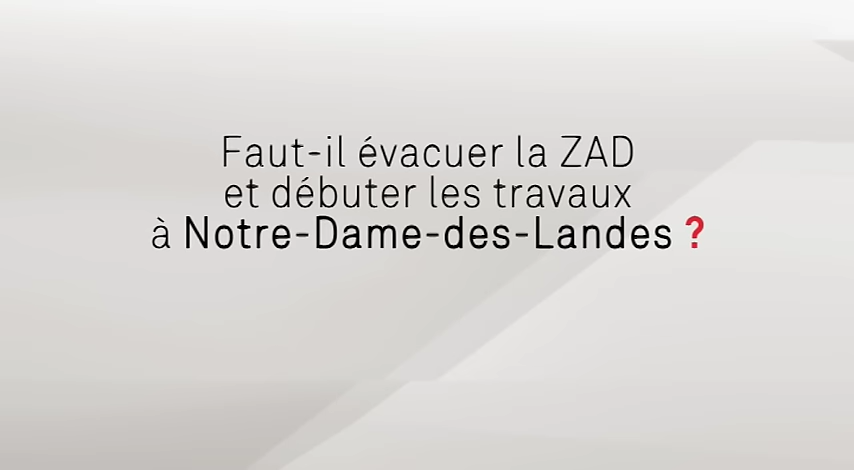 Faut-il évacuer la ZAD
et débuter les travaux
à Notre-Dame-des-Landes ?